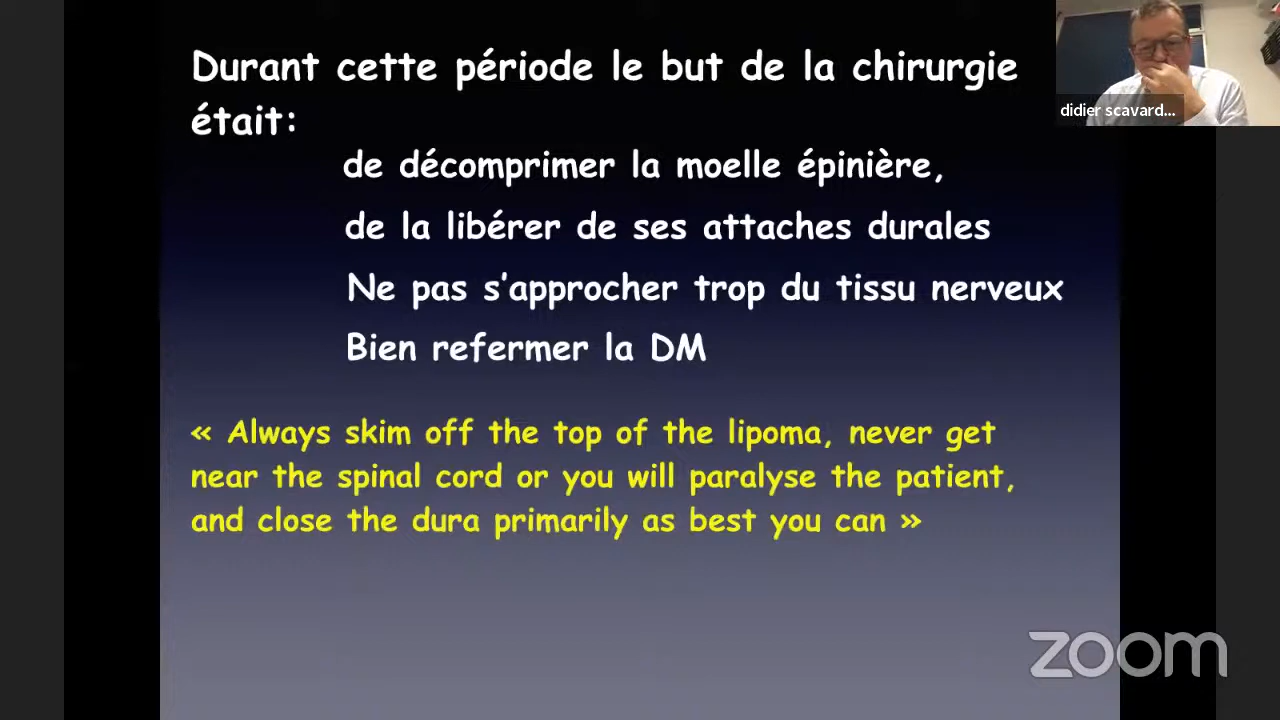 Durant cette période le but de la chirurgie
était:
de décomprimer la moelle épinière,
de la libérer de ses attaches durales
Ne pas s’approcher trop du tissu nerveux
Bien refermer la DM
« Always skim off the top of the lipoma, never get
near the spinal cord or you will paralyse the patient,
and close the dura primarily as best you can »
didier scavard...
zoom